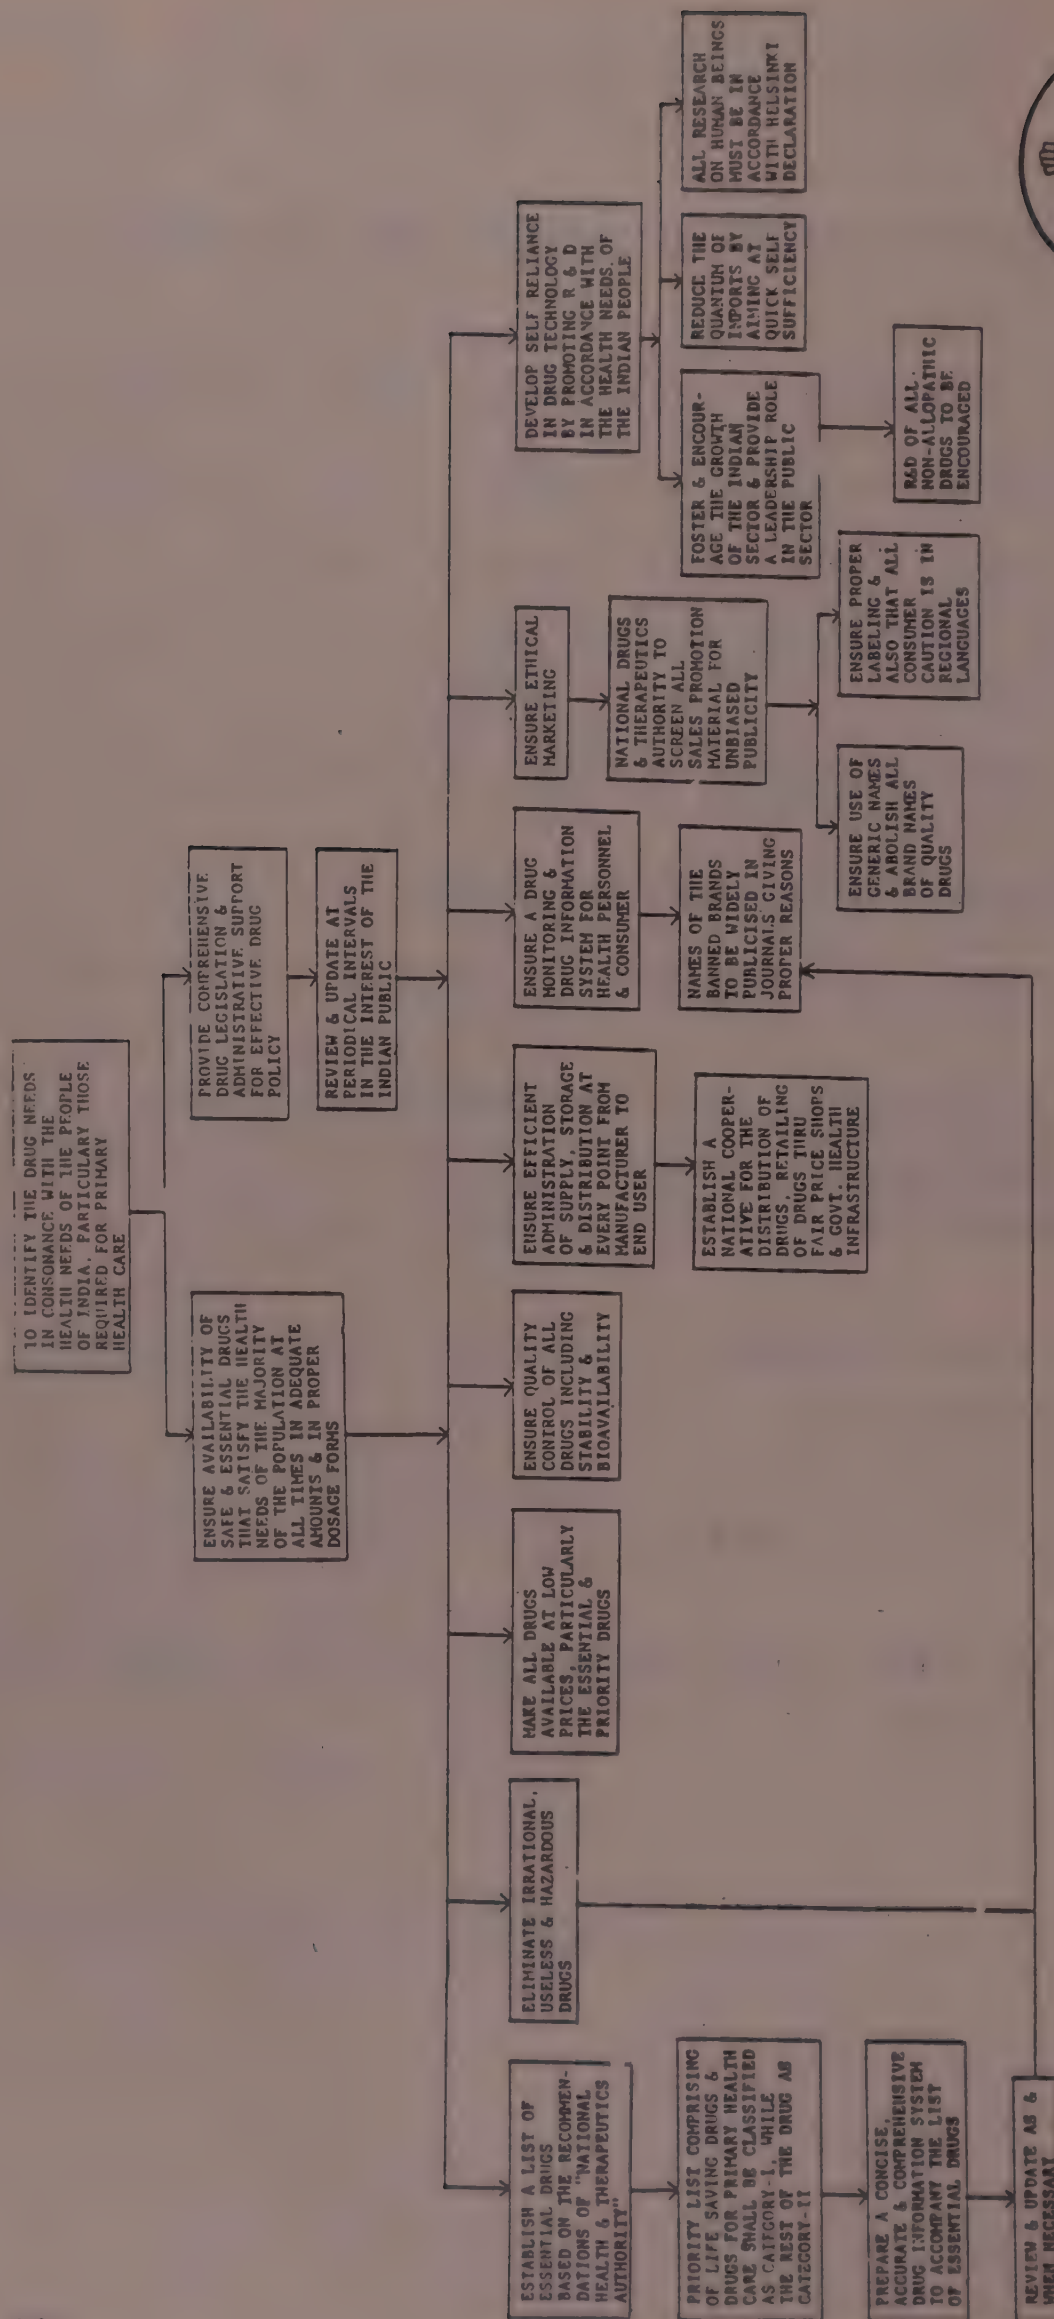 TO IDENTIFY THE DRUG NEEDS
IN CONSONANCE WITH THE
HEALTH NEEDS OF THE PEOPLE
OF INDIA, PARTICULARY THOSE
REQUIRED FOR PRIMARY
HEALTH CARE
ENSURE AVAILABILITY OF
SAFE & ESSENTIAL DRUGS
THAT SATISFY THE HEALTH
NEEDS OF THE MAJORITY
OF THE POPULATION AT
ALL TIMES IN ADEQUATE
AMOUNTS & IN PROPER
DOSAGE FORMS
PROVIDE COMPREHENSIVE
DRUG LEGISLATION &
ADMINISTRATIVE SUPPORT
FOR EFFECTIVE DRUG
POLICY
REVIEW & UPDATE AT
PERIODICAL INTERVALS
IN THE INTEREST OF THE
INDIAN PUBLIC
ESTABLISH A LIST OF
ESSENTIAL DRUGS
BASED ON THE RECOMMEN-
DATIONS OF "NATIONAL
HEALTH & THERAPEUTICS
AUTHORITY"
PRIORITY LIST COMPRISING
OF LIFE SAVING DRUGS &
DRUGS FOR PRIMARY HEALTH
CARE SHALL BE CLASSIFIED
AS CATEGORY-I, WHILE
THE REST OF THE DRUG AS
CATEGORY-II
PREPARE A CONCISE,
ACCURATE & COMPREHENSIVE
DRUG INFORMATION SYSTEM
TO ACCOMPANY THE LIST
OF ESSENTIAL DRUGS
REVIEW & UPDATE AS &
WHEN NECESSARY
ELIMINATE IRRATIONAL,
USELESS & HAZARDOUS
DRUGS
MAKE ALL DRUGS
AVAILABLE AT LOW
PRICES, PARTICULARLY
THE ESSENTIAL &
PRIORITY DRUGS
ENSURE QUALITY
CONTROL OF ALL
DRUGS INCLUDING
STABILITY &
BIOAVAILABILITY
ENSURE EFFICIENT
ADMINISTRATION
OF SUPPLY, STORAGE
& DISTRIBUTION AT
EVERY POINT FROM
MANUFACTURER TO
END USER
ESTABLISH A
NATIONAL COOPER-
ATIVE FOR THE
DISTRIBUTION OF
DRUGS, RETAILING
OF DRUGS THRU
FAIR PRICE SHOPS
& GOVT. HEALTH
INFRASTRUCTURE
ENSURE A DRUG
MONITORING &
DRUG INFORMATION
SYSTEM FOR
HEALTH PERSONNEL
& CONSUMER
NAMES OF THE
BANNED BRANDS
TO BE WIDELY
PUBLICISED IN
JOURNALS GIVING
PROPER REASONS
ENSURE ETHICAL
MARKETING
NATIONAL DRUGS
& THERAPEUTICS
AUTHORITY TO
SCREEN ALL
SALES PROMOTION
MATERIAL FOR
UNBIASED
PUBLICITY
ENSURE USE OF
GENERIC NAMES
& ABOLISH ALL
BRAND NAMES
OF QUALITY
DRUGS
ENSURE PROPER
LABELING &
ALSO THAT ALL
CONSUMER
CAUTION IS IN
REGIONAL
LANGUAGES
DEVELOP SELF RELIANCE
IN DRUG TECHNOLOGY
BY PROMOTING R & D
IN ACCORDANCE WITH
THE HEALTH NEEDS OF
THE INDIAN PEOPLE
FOSTER & ENCOUR-
AGE THE GROWTH
OF THE INDIAN
SECTOR & PROVIDE
A LEADERSHIP ROLE
IN THE PUBLIC
SECTOR
R&D OF ALL
NON-ALLOPATHIC
DRUGS TO BE
ENCOURAGED
REDUCE THE
QUANTUM OF
IMPORTS BY
AIMING AT
QUICK SELF
SUFFICIENCY
ALL RESEARCH
ON HUMAN BEINGS
MUST BE IN
ACCORDANCE
WITH HELSINKI
DECLARATION